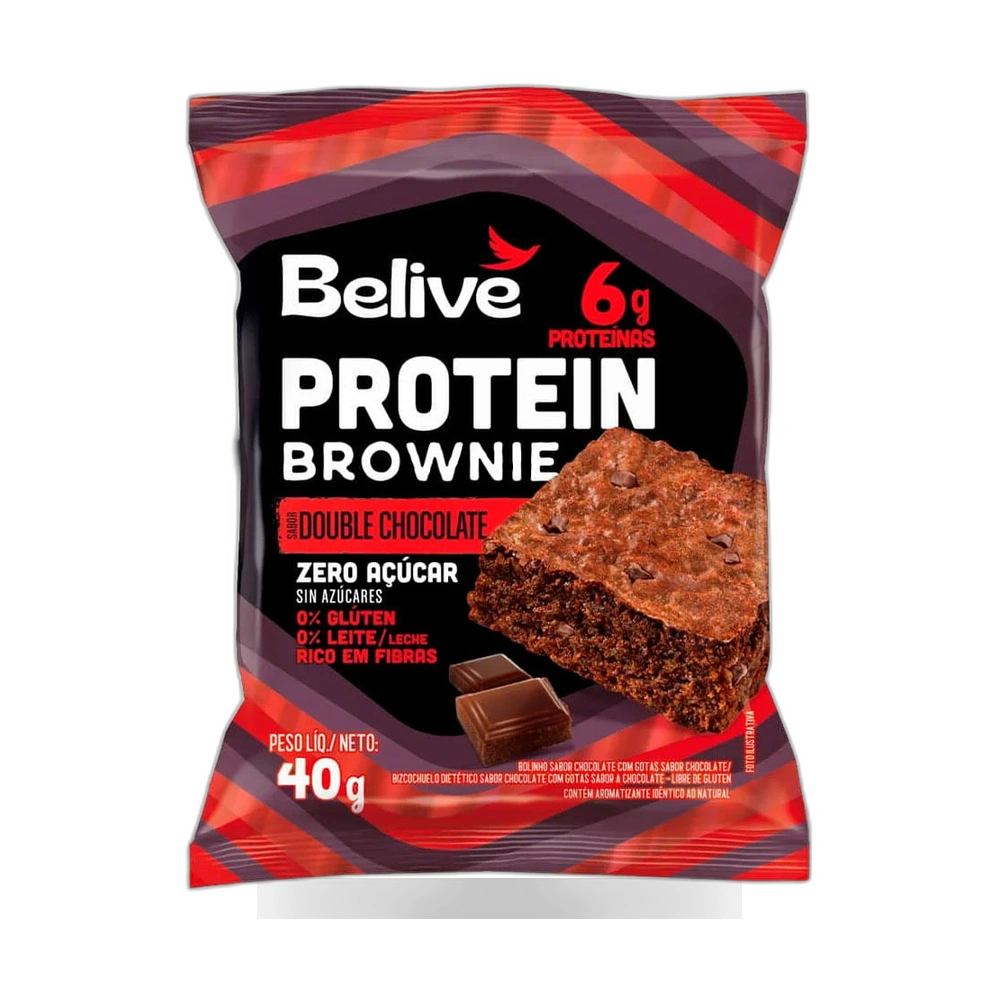 Belive
6g
PROTEÍNAS
PROTEIN
BROWNIE
SABOR
DOUBLE CHOCOLATE
ZERO AÇÚCAR
SIN AZÚCARES
0% GLÚTEN
0% LEITE/LECHE
RICO EM FIBRAS
PESO LÍQ./NETO:
40g
BOLINHO SABOR CHOCOLATE COM GOTAS SABOR CHOCOLATE/
BIZCOCHUELO DIETÉTICO SABOR CHOCOLATE COM GOTAS SABOR A CHOCOLATE - LIBRE DE GLUTEN
CONTÉM AROMATIZANTE IDÊNTICO AO NATURAL
FOTO ILUSTRATIVA